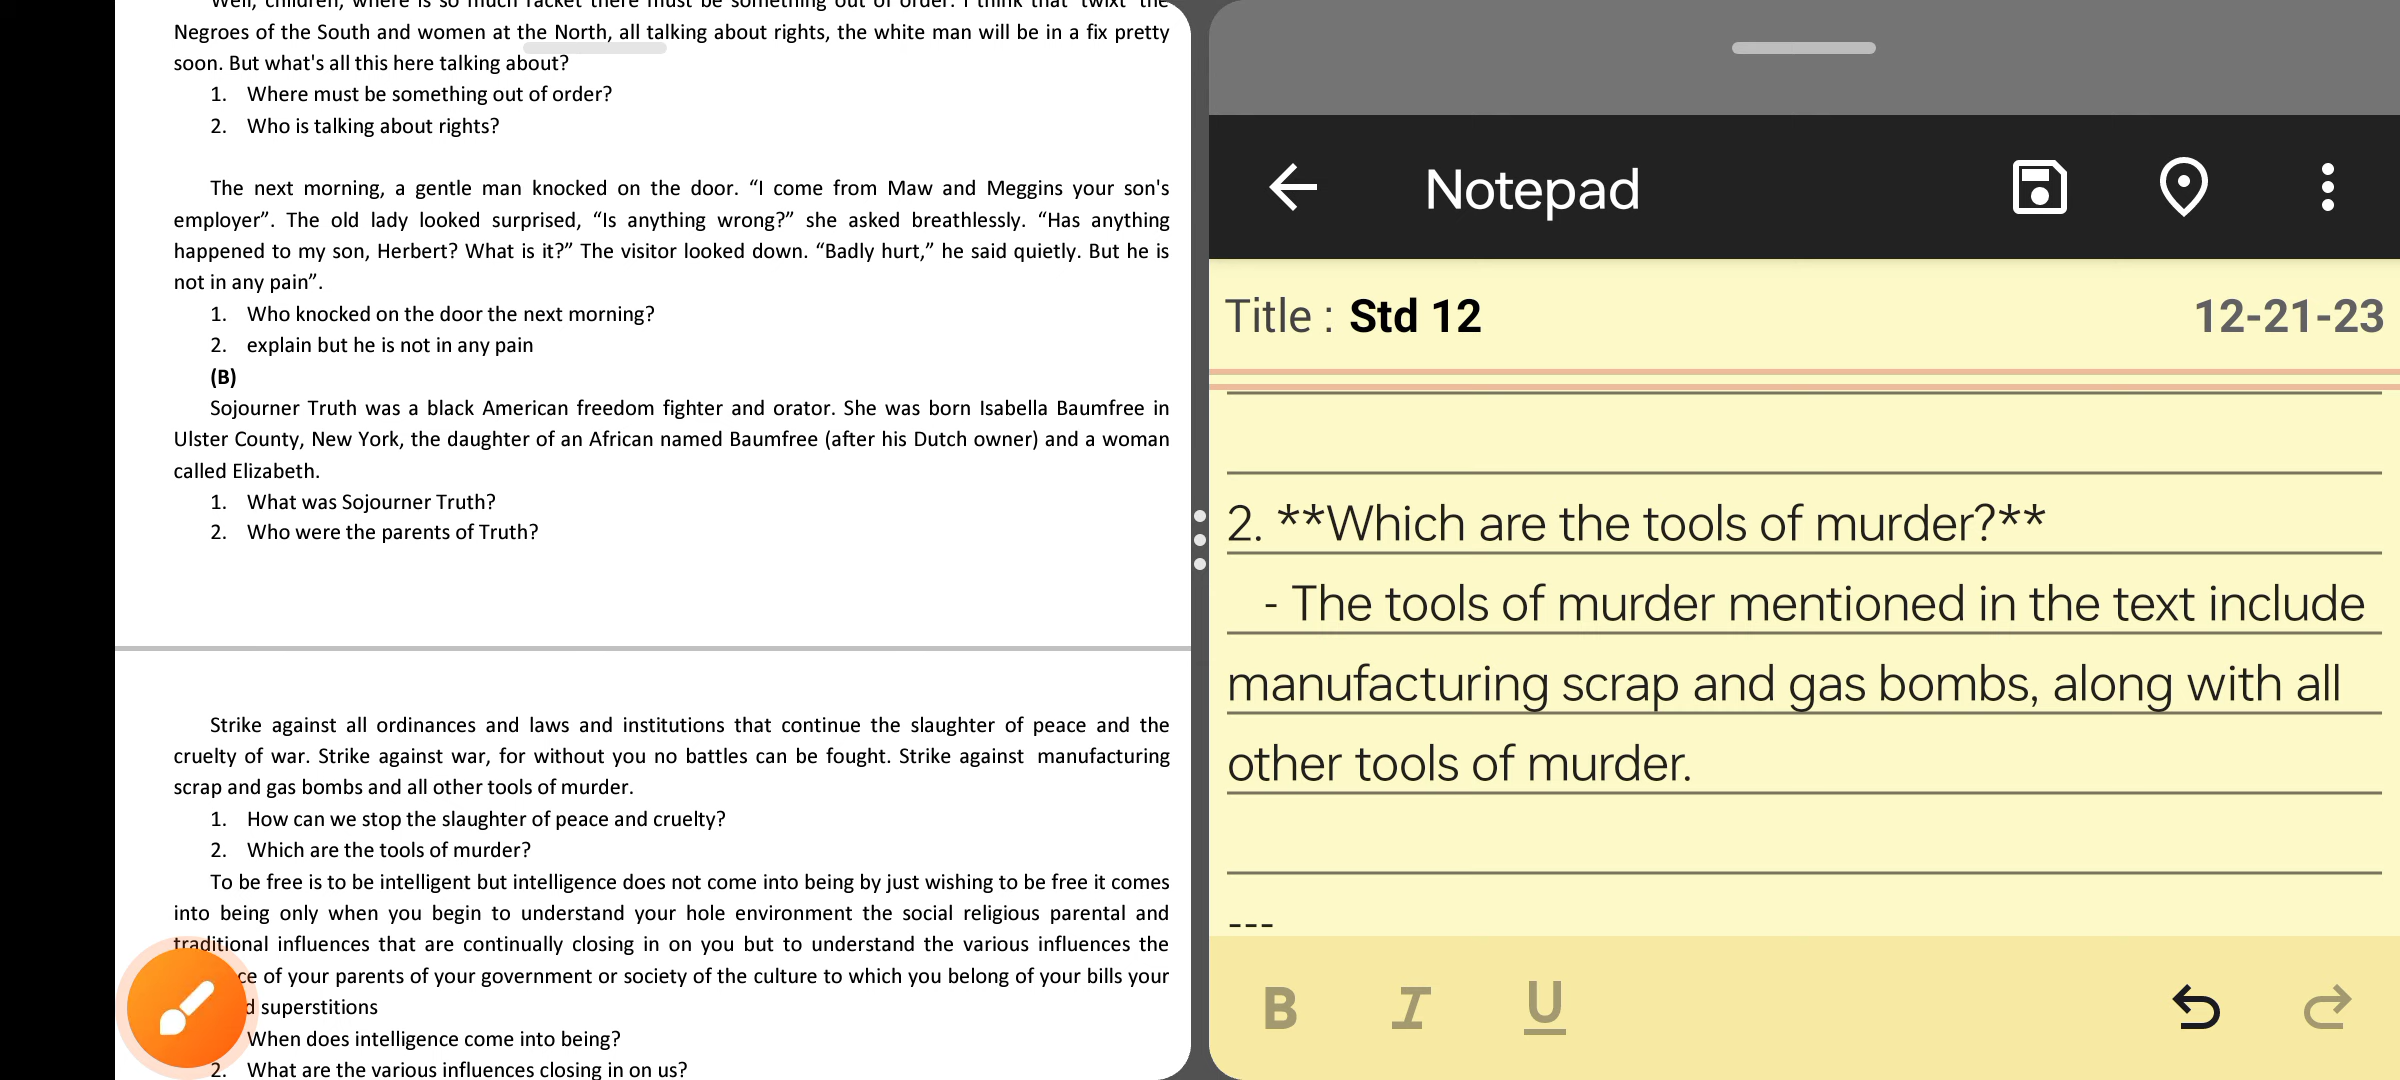 Well, children, where is so much racket there must be something out of order. I think that 'twixt' the
Negroes of the South and women at the North, all talking about rights, the white man will be in a fix pretty
soon. But what's all this here talking about?
1. Where must be something out of order?
2. Who is talking about rights?
The next morning, a gentle man knocked on the door. “I come from Maw and Meggins your son's
employer”. The old lady looked surprised, “Is anything wrong?” she asked breathlessly. “Has anything
happened to my son, Herbert? What is it?” The visitor looked down. “Badly hurt,” he said quietly. But he is
not in any pain”.
1. Who knocked on the door the next morning?
2. explain but he is not in any pain
(B)
Sojourner Truth was a black American freedom fighter and orator. She was born Isabella Baumfree in
Ulster County, New York, the daughter of an African named Baumfree (after his Dutch owner) and a woman
called Elizabeth.
1. What was Sojourner Truth?
2. Who were the parents of Truth?
Strike against all ordinances and laws and institutions that continue the slaughter of peace and the
cruelty of war. Strike against war, for without you no battles can be fought. Strike against manufacturing
scrap and gas bombs and all other tools of murder.
1. How can we stop the slaughter of peace and cruelty?
2. Which are the tools of murder?
To be free is to be intelligent but intelligence does not come into being by just wishing to be free it comes
into being only when you begin to understand your hole environment the social religious parental and
traditional influences that are continually closing in on you but to understand the various influences the
of your parents of your government or society of the culture to which you belong of your bills your
superstitions
When does intelligence come into being?
2. What are the various influences closing in on us?
Notepad
Title : Std 12 12-21-23
2. **Which are the tools of murder?**
- The tools of murder mentioned in the text include
manufacturing scrap and gas bombs, along with all
other tools of murder.
---
B I U